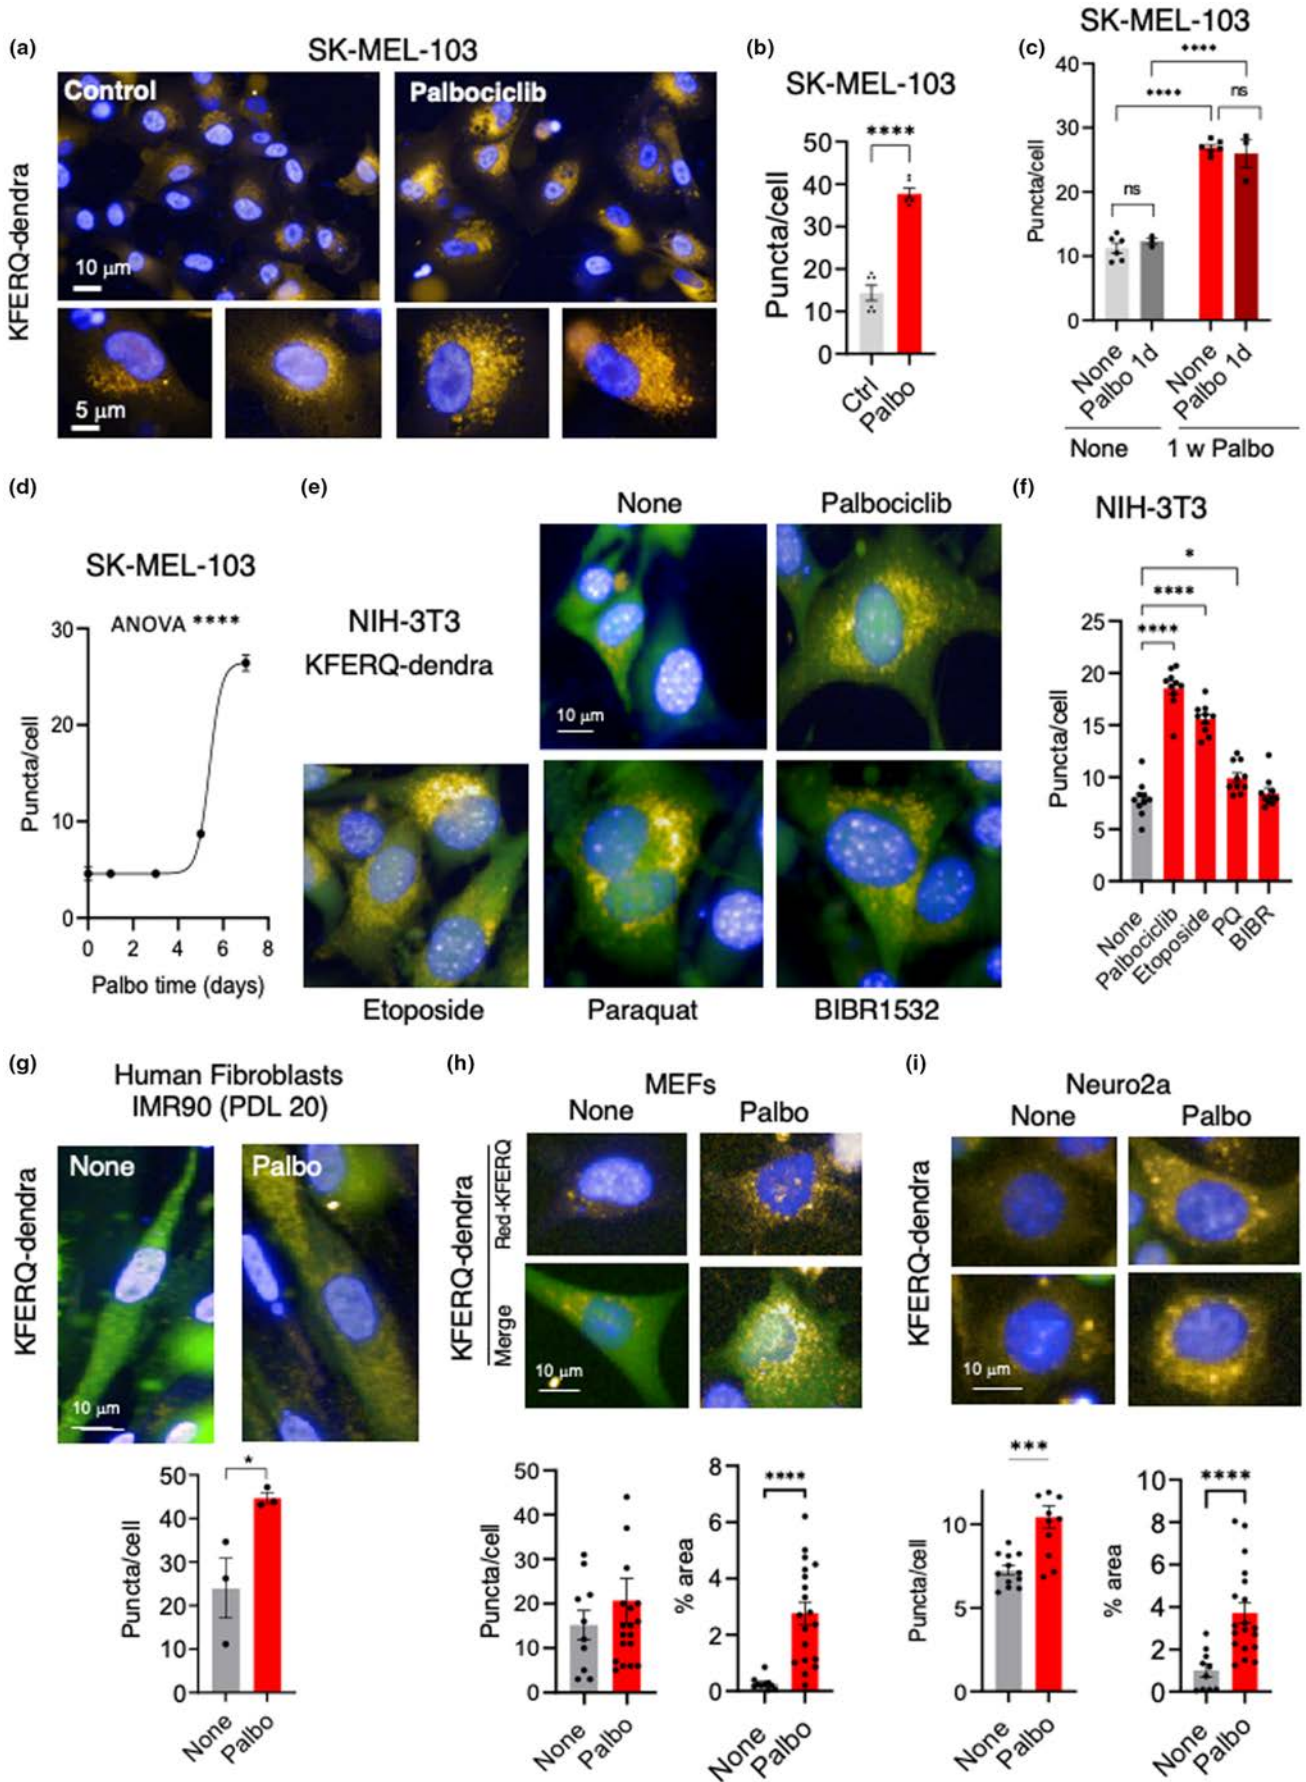 (a)
SK-MEL-103
Control
Palbociclib
KFERQ-dendra
10 μm
5 μm
(b)
SK-MEL-103
****
Puncta/cell
50
40
30
20
10
0
Ctrl
Palbo
(c)
SK-MEL-103
****
****
ns
ns
Puncta/cell
40
30
20
10
0
None
Palbo 1d
None
Palbo 1d
None
1 w Palbo
(d)
SK-MEL-103
ANOVA ****
Puncta/cell
30
20
10
0
0 2 4 6 8
Palbo time (days)
(e)
None
Palbociclib
NIH-3T3
KFERQ-dendra
10 μm
Etoposide
Paraquat
BIBR1532
(f)
NIH-3T3
*
****
****
Puncta/cell
25
20
15
10
5
0
None
Palbociclib
Etoposide
PQ
BIBR
(g)
Human Fibroblasts
IMR90 (PDL 20)
KFERQ-dendra
None
Palbo
10 μm
*
Puncta/cell
50
40
30
20
10
0
None
Palbo
(h)
MEFs
None
Palbo
KFERQ-dendra
Red-KFERQ
Merge
10 μm
Puncta/cell
50
40
30
20
10
0
None
Palbo
****
% area
8
6
4
2
0
None
Palbo
(i)
Neuro2a
None
Palbo
KFERQ-dendra
10 μm
***
Puncta/cell
10
5
0
None
Palbo
****
% area
10
8
6
4
2
0
None
Palbo